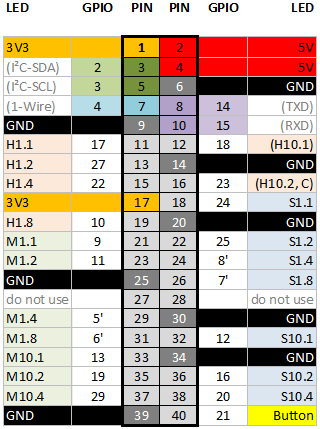 LED GPIO PIN PIN GPIO LED
3V3 1 2 5V
(I²C-SDA) 2 3 4 5V
(I²C-SCL) 3 5 6 GND
(1-Wire) 4 7 8 14 (TXD)
GND 9 10 15 (RXD)
H1.1 17 11 12 18 (H10.1)
H1.2 27 13 14 GND
H1.4 22 15 16 23 (H10.2, C)
3V3 17 18 24 S1.1
H1.8 10 19 20 GND
M1.1 9 21 22 25 S1.2
M1.2 11 23 24 8' S1.4
GND 25 26 7' S1.8
do not use 27 28 do not use
M1.4 5' 29 30 GND
M1.8 6' 31 32 12 S10.1
M10.1 13 33 34 GND
M10.2 19 35 36 16 S10.2
M10.4 29 37 38 20 S10.4
GND 39 40 21 Button